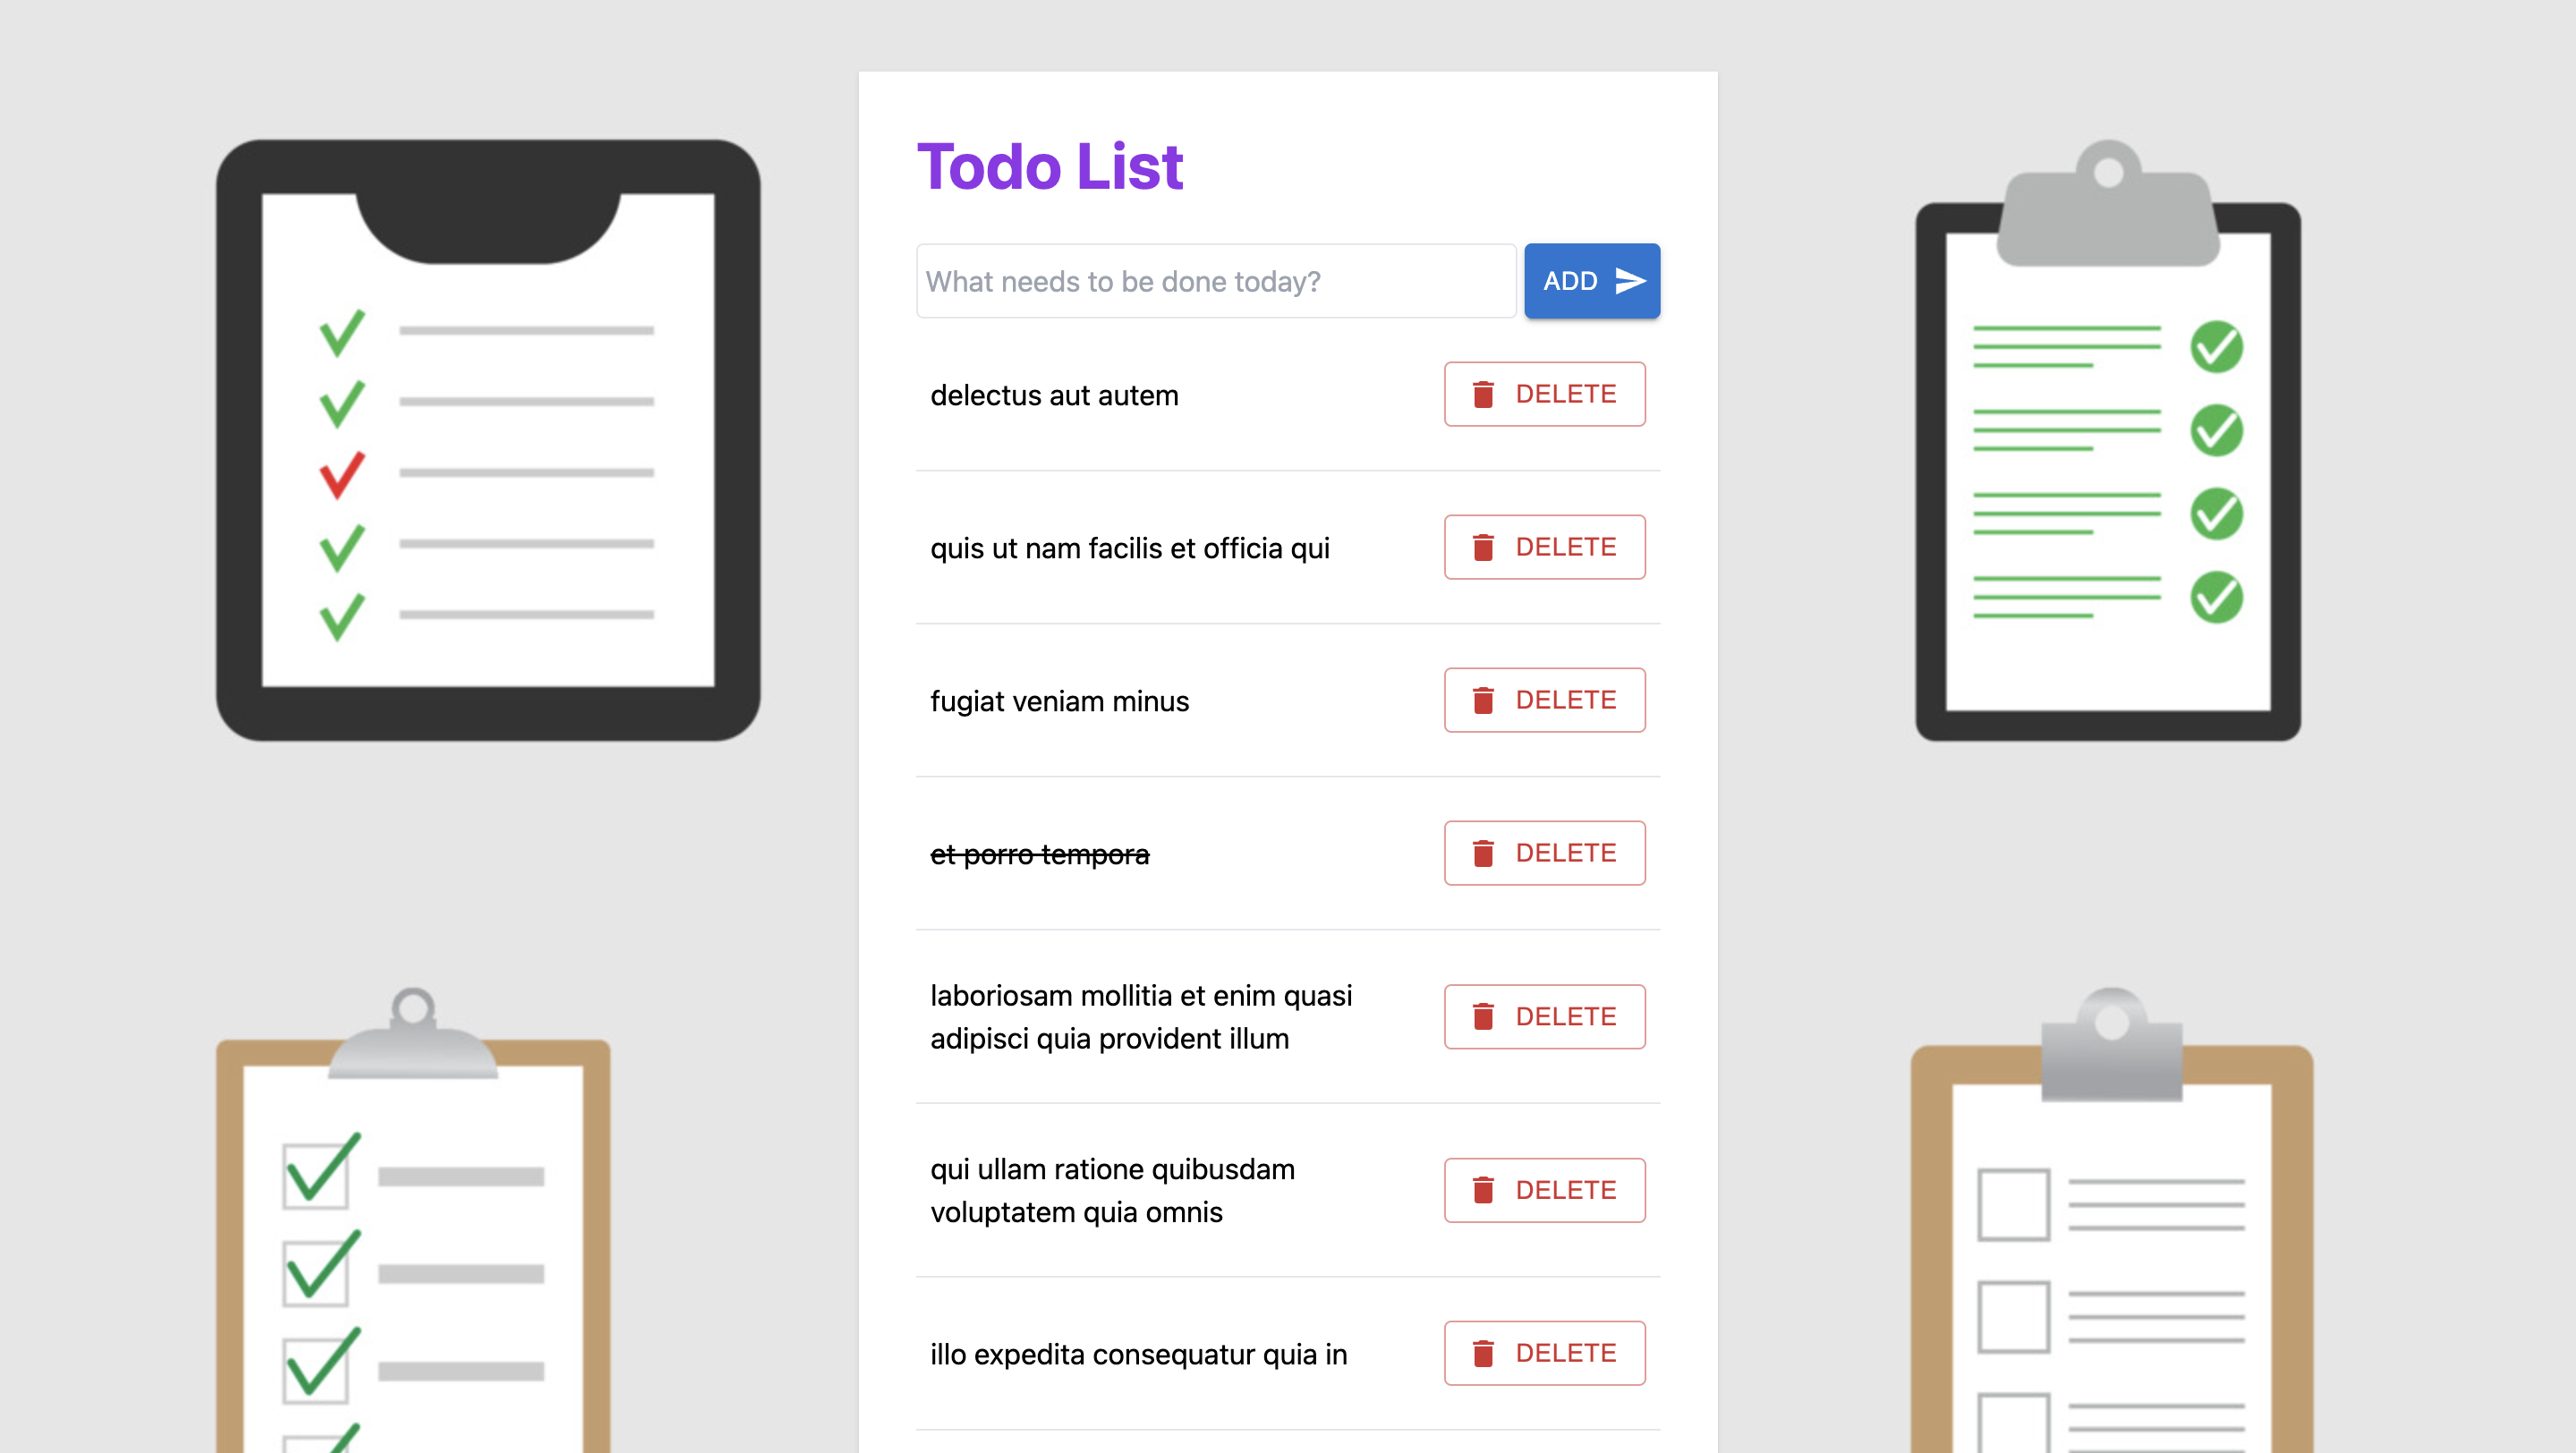 Todo List
What needs to be done today?
ADD
delectus aut autem
DELETE
quis ut nam facilis et officia qui
DELETE
fugiat veniam minus
DELETE
et porro tempora
DELETE
laboriosam mollitia et enim quasi
adipisci quia provident illum
DELETE
qui ullam ratione quibusdam
voluptatem quia omnis
DELETE
illo expedita consequatur quia in
DELETE